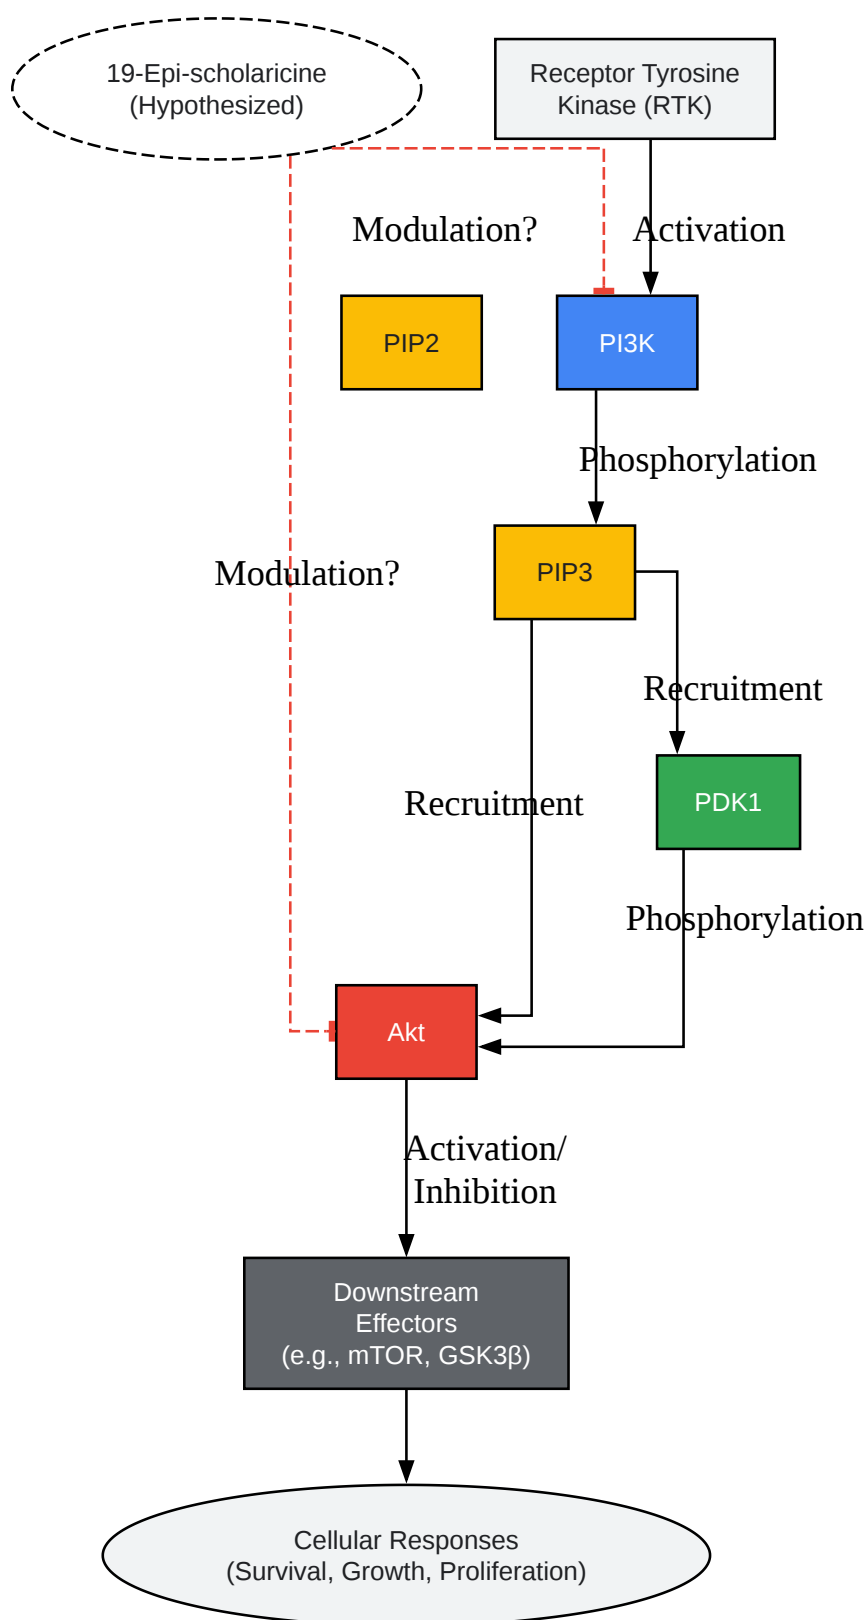 19-Epi-scholaricine
(Hypothesized)
Receptor Tyrosine
Kinase (RTK)
Modulation?
Activation
PIP2
PI3K
Phosphorylation
Modulation?
PIP3
Recruitment
Recruitment
PDK1
Phosphorylation
Akt
Activation/
Inhibition
Downstream
Effectors
(e.g., mTOR, GSK3β)
Cellular Responses
(Survival, Growth, Proliferation)